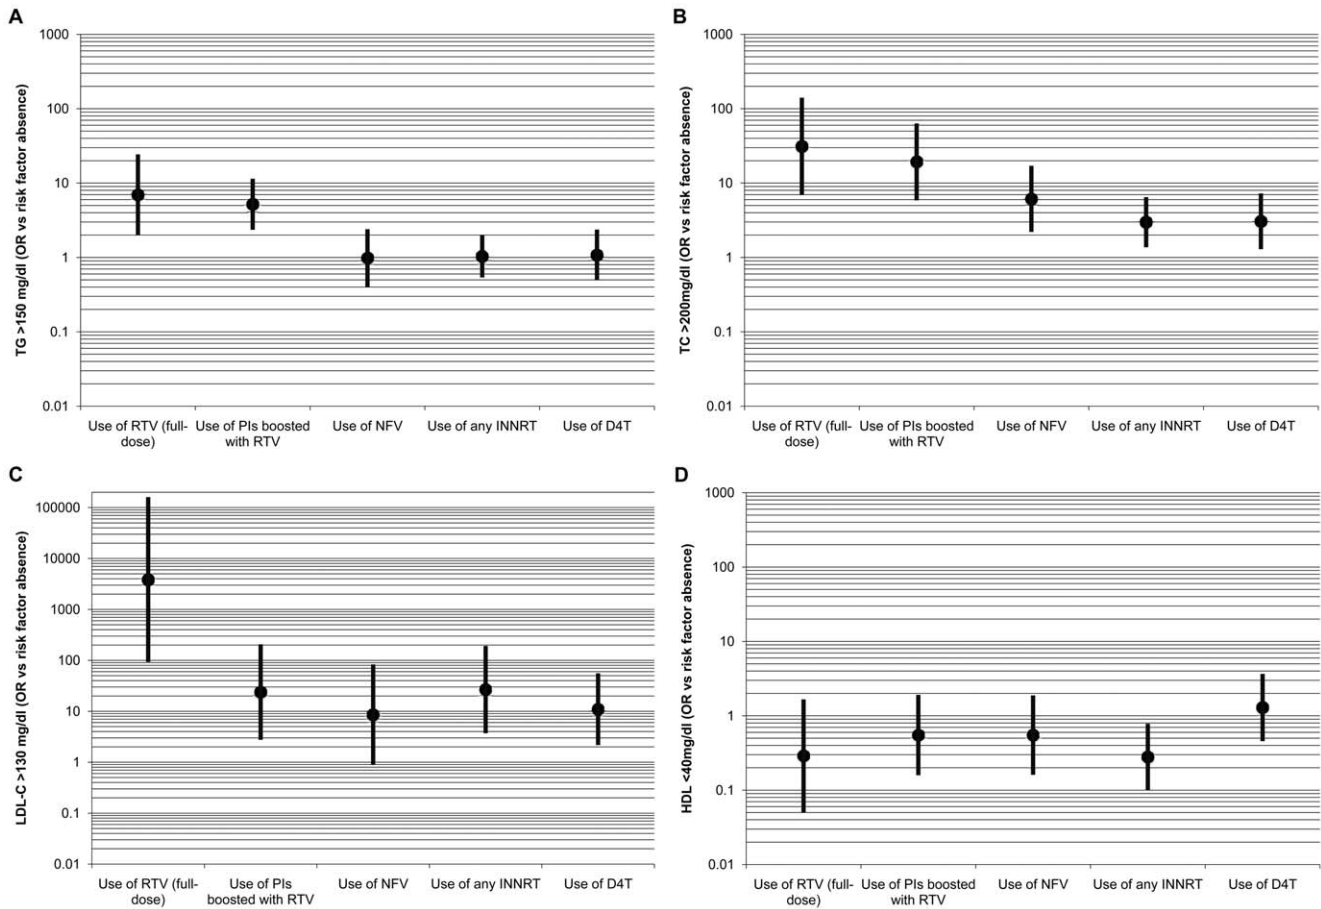 A
TG >150 mg/dl (OR vs risk factor absence)
1000
100
10
1
0.1
0.01
Use of RTV (full-
dose)
Use of PIs boosted
with RTV
Use of NFV
Use of any INNRT
Use of D4T
B
TC >200mg/dl (OR vs risk factor absence)
1000
100
10
1
0.1
0.01
Use of RTV (full-
dose)
Use of PIs boosted
with RTV
Use of NFV
Use of any INNRT
Use of D4T
C
LDL-C >130 mg/dl (OR vs risk factor absence)
100000
10000
1000
100
10
1
0.1
0.01
Use of RTV (full-
dose)
Use of PIs
boosted with RTV
Use of NFV
Use of any INNRT
Use of D4T
D
HDL <40mg/dl (OR vs risk factor absence)
1000
100
10
1
0.1
0.01
Use of RTV (full-
dose)
Use of PIs boosted
with RTV
Use of NFV
Use of any INNRT
Use of D4T